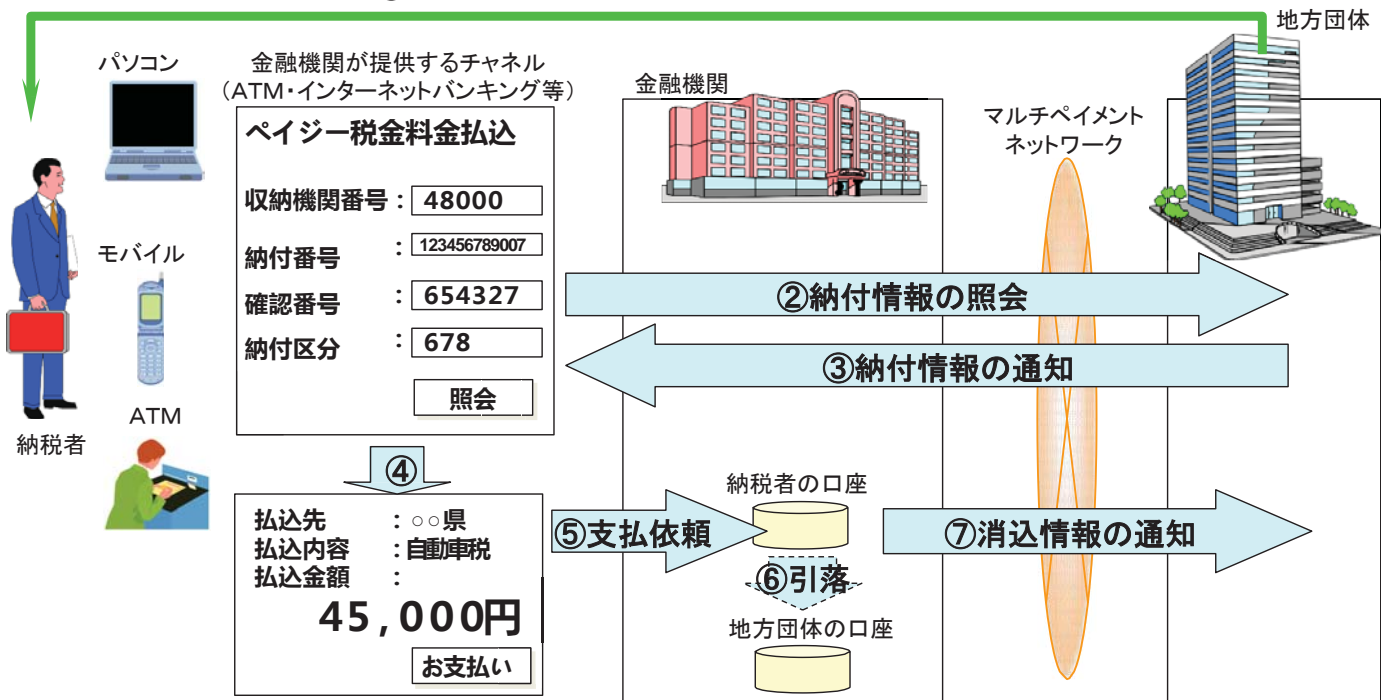 地方団体
パソコン
金融機関が提供するチャネル
(ATM・インターネットバンキング等)
金融機関
マルチペイメント
ネットワーク
ペイジー税金料金払込
収納機関番号: 48000
納付番号 : 123456789007
確認番号 : 654327
納付区分 : 678
照会
モバイル
ATM
納税者
②納付情報の照会
③納付情報の通知
④
払込先 :○○県
払込内容 :自動車税
払込金額 :
45,000円
お支払い
⑤支払依頼
納税者の口座
⑥引落
地方団体の口座
⑦消込情報の通知